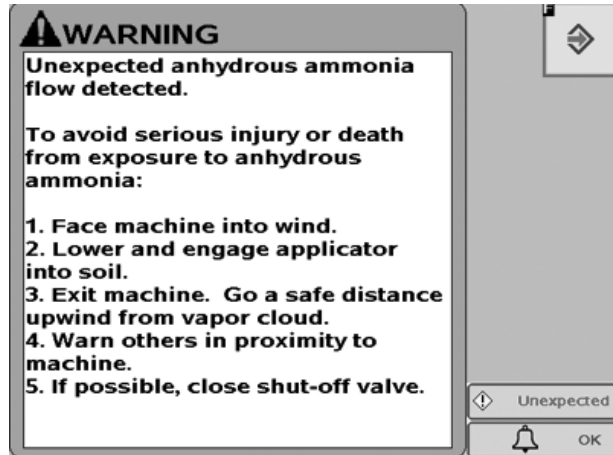 WARNING
Unexpected anhydrous ammonia
flow detected.
To avoid serious injury or death
from exposure to anhydrous
ammonia:
1. Face machine into wind.
2. Lower and engage applicator
into soil.
3. Exit machine. Go a safe distance
upwind from vapor cloud.
4. Warn others in proximity to
machine.
5. If possible, close shut-off valve.
F
Unexpected
OK